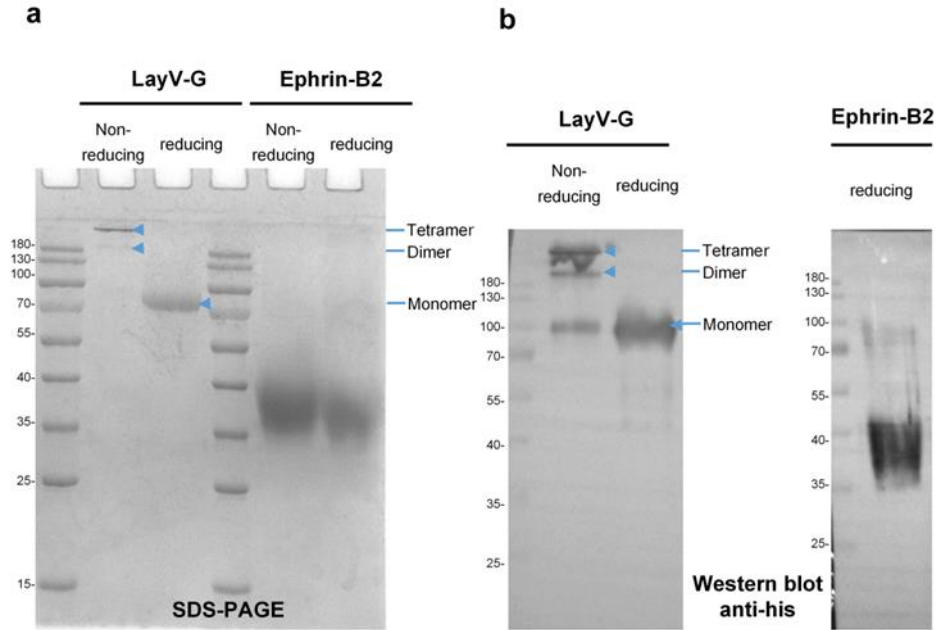 a
LayV-G Ephrin-B2
Non-
reducing
reducing
Non-
reducing
reducing
180-
130-
100-
70-
55-
40-
35-
25-
15-
Tetramer
Dimer
Monomer
SDS-PAGE
b
LayV-G
Non-
reducing
reducing
180-
130-
100-
70-
55-
40-
35-
25-
Tetramer
Dimer
Monomer
Western blot
anti-his
Ephrin-B2
reducing
180-
130-
100-
70-
55-
40-
35-
25-